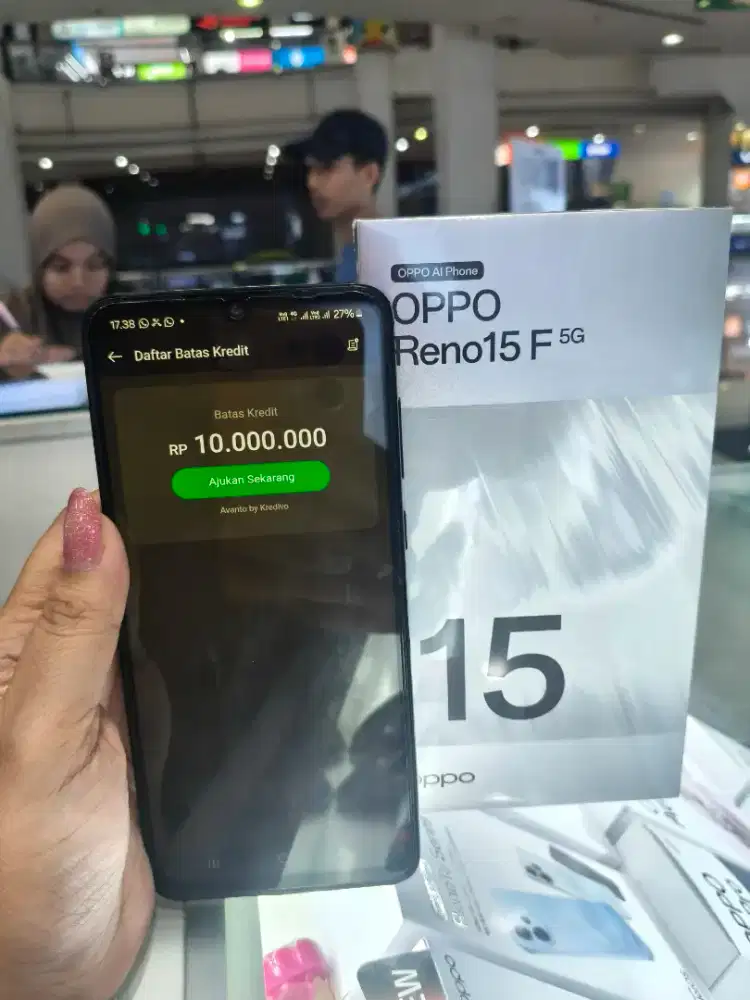 17.38
27%
Daftar Batas Kredit
Batas Kredit
RP 10.000.000
Ajukan Sekarang
Avanto by Kredivo
OPPO AI Phone
OPPO
Reno15 F 5G
15
oppo